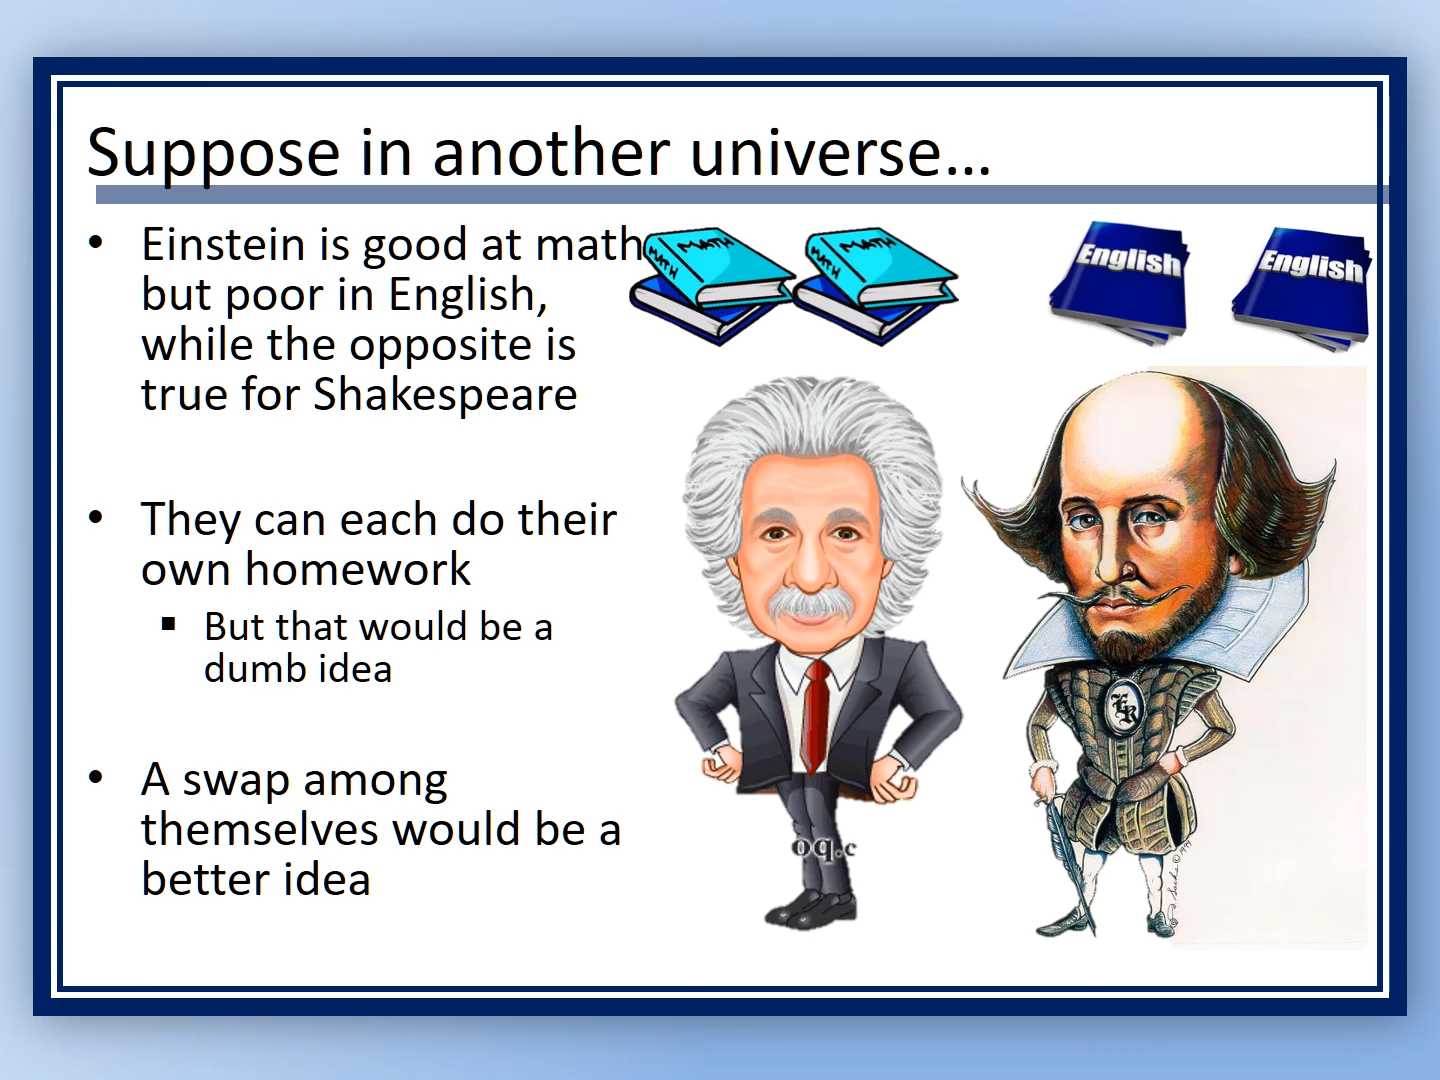 Suppose in another universe…
• Einstein is good at math
but poor in English,
while the opposite is
true for Shakespeare
• They can each do their
own homework
▪ But that would be a
dumb idea
• A swap among
themselves would be a
better idea
MATH
MATH
MATH
MATH
English
English
oq.c